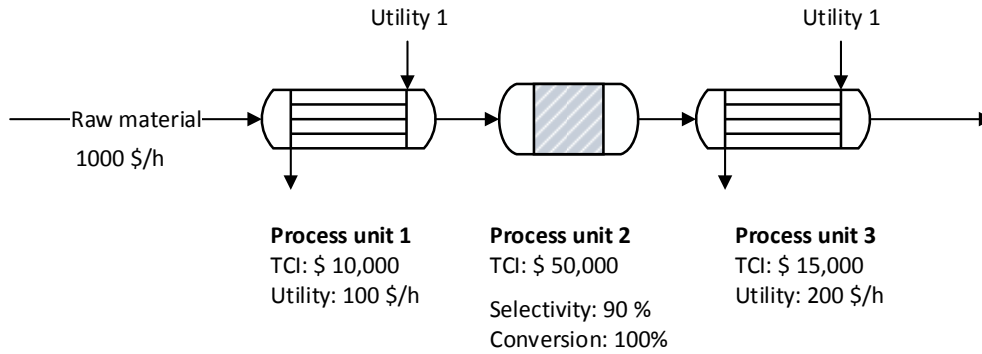 Utility 1
Utility 1
Raw material
1000 $/h
Process unit 1
TCI: $ 10,000
Utility: 100 $/h
Process unit 2
TCI: $ 50,000
Selectivity: 90 %
Conversion: 100%
Process unit 3
TCI: $ 15,000
Utility: 200 $/h